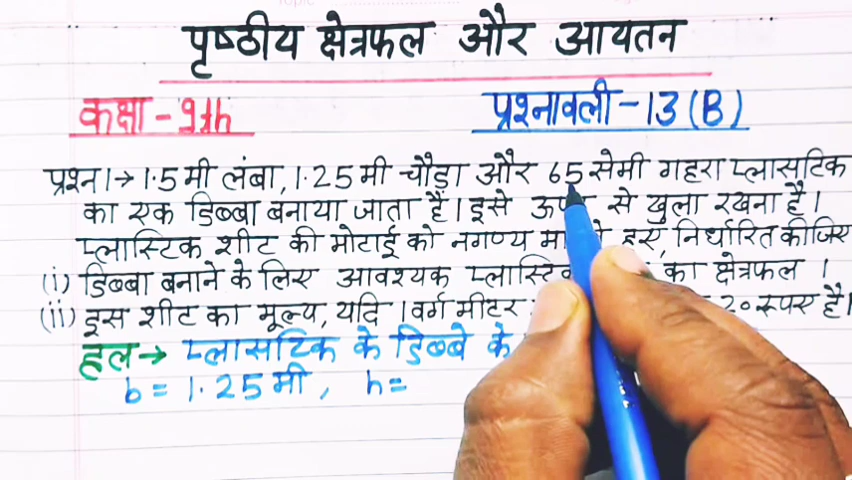 पृष्ठीय क्षेत्रफल और आयतन
कक्षा - 9th प्रश्नावली - 13 (B)
प्रश्न 1→ 1.5 मी लंबा, 1.25 मी चौड़ा और 65 सेमी गहरा प्लास्टिक
का एक डिब्बा बनाया जाता है। इसे से खुला रखना है।
प्लास्टिक शीट की मोटाई को नगण्य हुए, निर्धारित कीजिए
(i) डिब्बा बनाने के लिए आवश्यक का क्षेत्रफल ।
(ii) इस शीट का मूल्य, यदि 1 वर्ग मीटर 20 रुपए है।
हल→ प्लास्टिक के डिब्बे के
b = 1.25 मी, h =